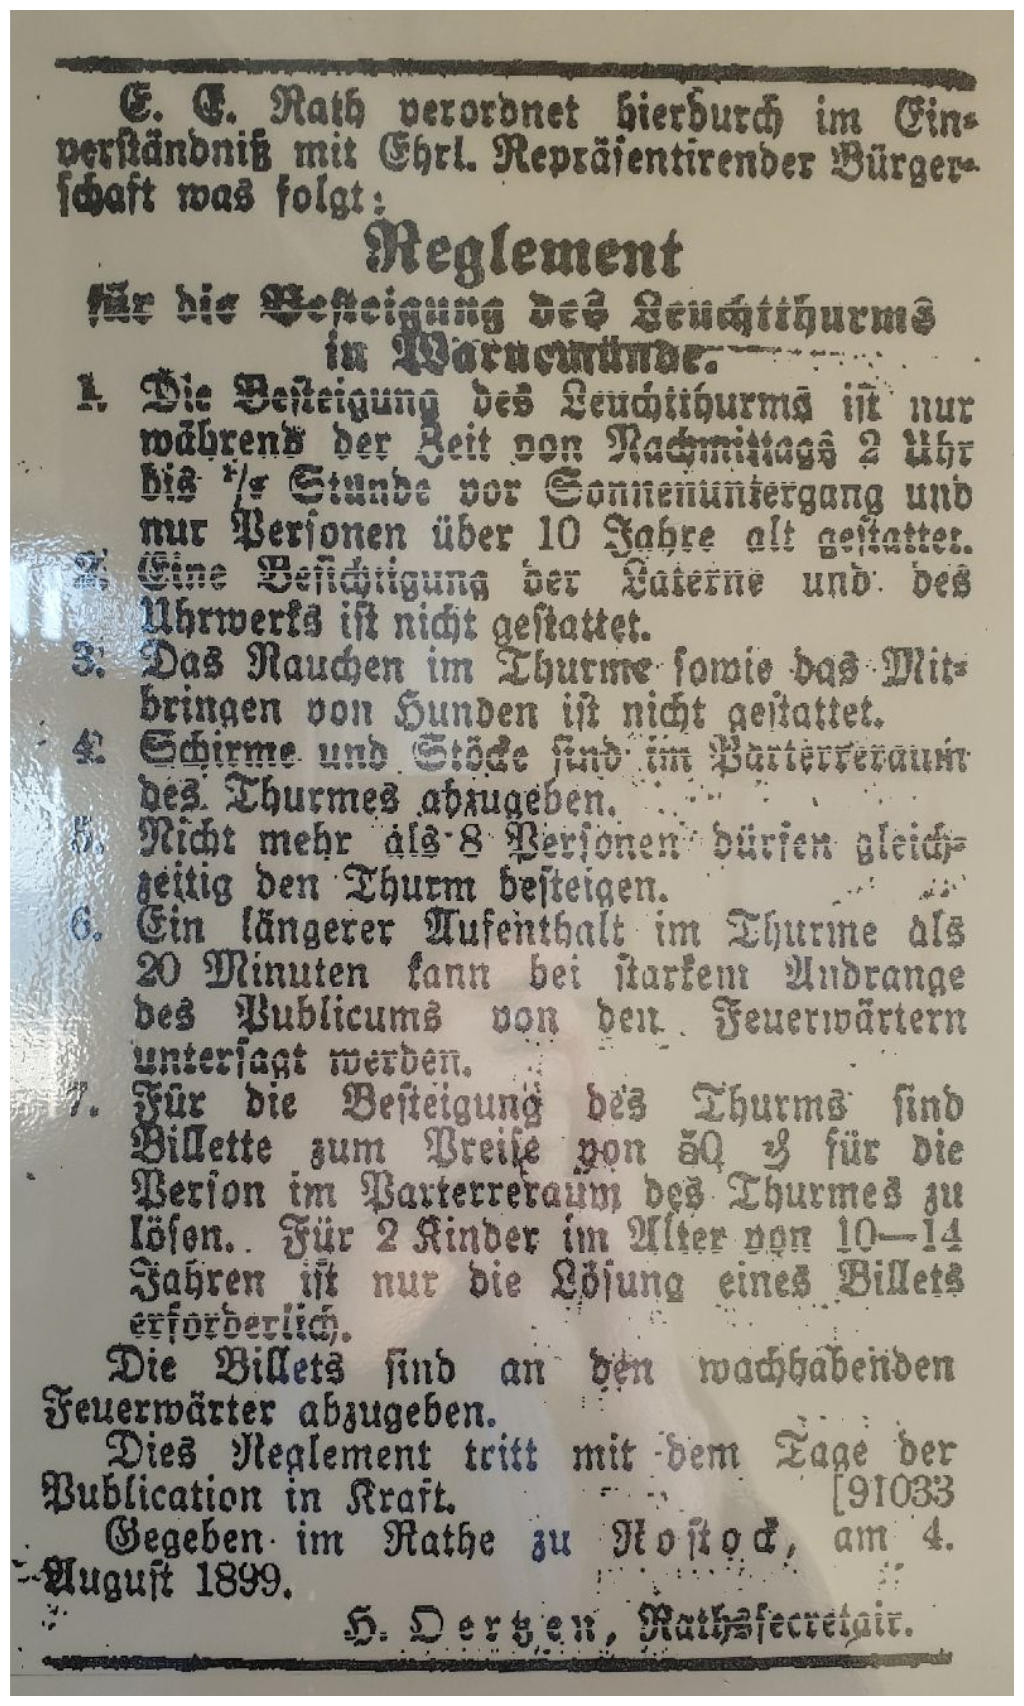 E. E. Rath verordnet hierdurch im Ein-
verständniß mit Ehrl. Repräsentirender Bürger-
schaft was folgt:
Reglement
für die Besteigung des Leuchtthurms
in Warnemünde.
1. Die Besteigung des Leuchtthurms ist nur
während der Zeit von Nachmittags 2 Uhr
bis 1/2 Stunde vor Sonnenuntergang und
nur Personen über 10 Jahre alt gestattet.
2. Eine Besichtigung der Laterne und des
Uhrwerks ist nicht gestattet.
3. Das Rauchen im Thurme sowie das Mit-
bringen von Hunden ist nicht gestattet.
4. Schirme und Stöcke sind im Parterreraum
des Thurmes abzugeben.
5. Nicht mehr als 8 Personen dürfen gleich-
zeitig den Thurm besteigen.
6. Ein längerer Aufenthalt im Thurme als
20 Minuten kann bei starkem Andrange
des Publicums von den Feuerwärtern
untersagt werden.
7. Für die Besteigung des Thurms sind
Billette zum Preise von ₰ für die
Person im Parterreraum des Thurmes zu
lösen. Für 2 Kinder im Alter von 10—14
Jahren ist nur die Lösung eines Billets
erforderlich.
Die Billets sind an den wachhabenden
Feuerwärter abzugeben.
Dies Reglement tritt mit dem Tage der
Publication in Kraft. [91033
Gegeben im Rathe zu Rostock, am 4.
August 1899.
H. Oertzen, Rathssecretair.